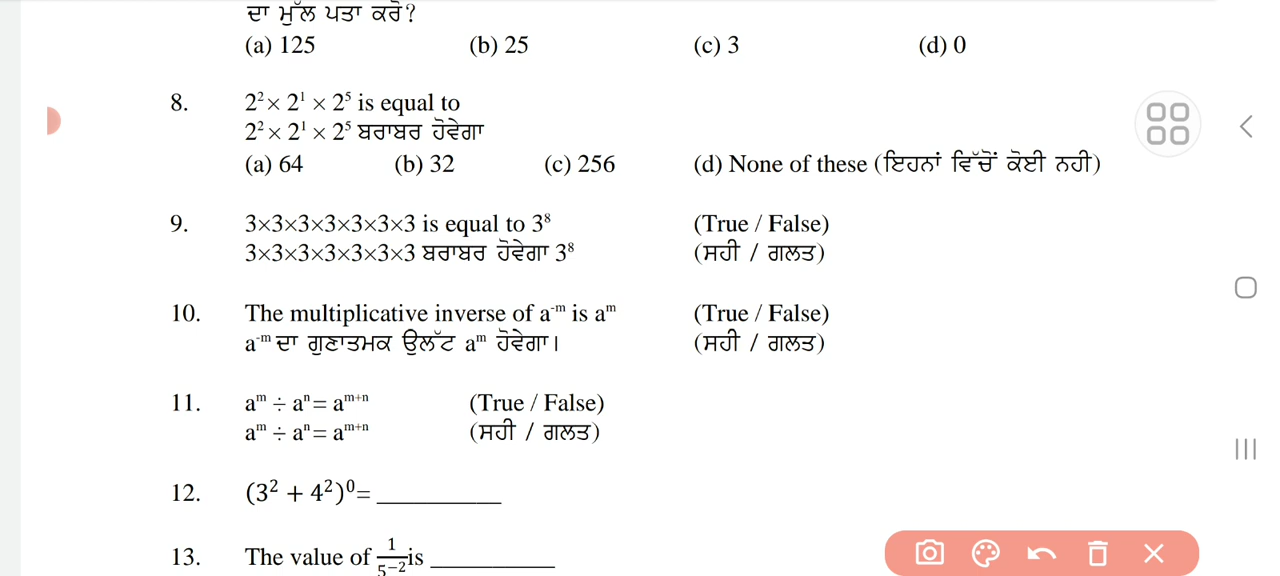 ਦਾ ਮੁੱਲ ਪਤਾ ਕਰੋ?
(a) 125 (b) 25 (c) 3 (d) 0
8. 2² × 2¹ × 2⁵ is equal to
2² × 2¹ × 2⁵ ਬਰਾਬਰ ਹੋਵੇਗਾ
(a) 64 (b) 32 (c) 256 (d) None of these (ਇਹਨਾਂ ਵਿੱਚੋਂ ਕੋਈ ਨਹੀ)
9. 3×3×3×3×3×3×3 is equal to 3⁸ (True / False)
3×3×3×3×3×3×3 ਬਰਾਬਰ ਹੋਵੇਗਾ 3⁸ (ਸਹੀ / ਗਲਤ)
10. The multiplicative inverse of a⁻ᵐ is aᵐ (True / False)
a⁻ᵐ ਦਾ ਗੁਣਾਤਮਕ ਉਲੱਟ aᵐ ਹੋਵੇਗਾ।  (ਸਹੀ / ਗਲਤ)
11. aᵐ ÷ aⁿ = aᵐ⁺ⁿ (True / False)
aᵐ ÷ aⁿ = aᵐ⁺ⁿ (ਸਹੀ / ਗਲਤ)
12. (3² + 4²)⁰= __________
13. The value of 1/5⁻² is __________